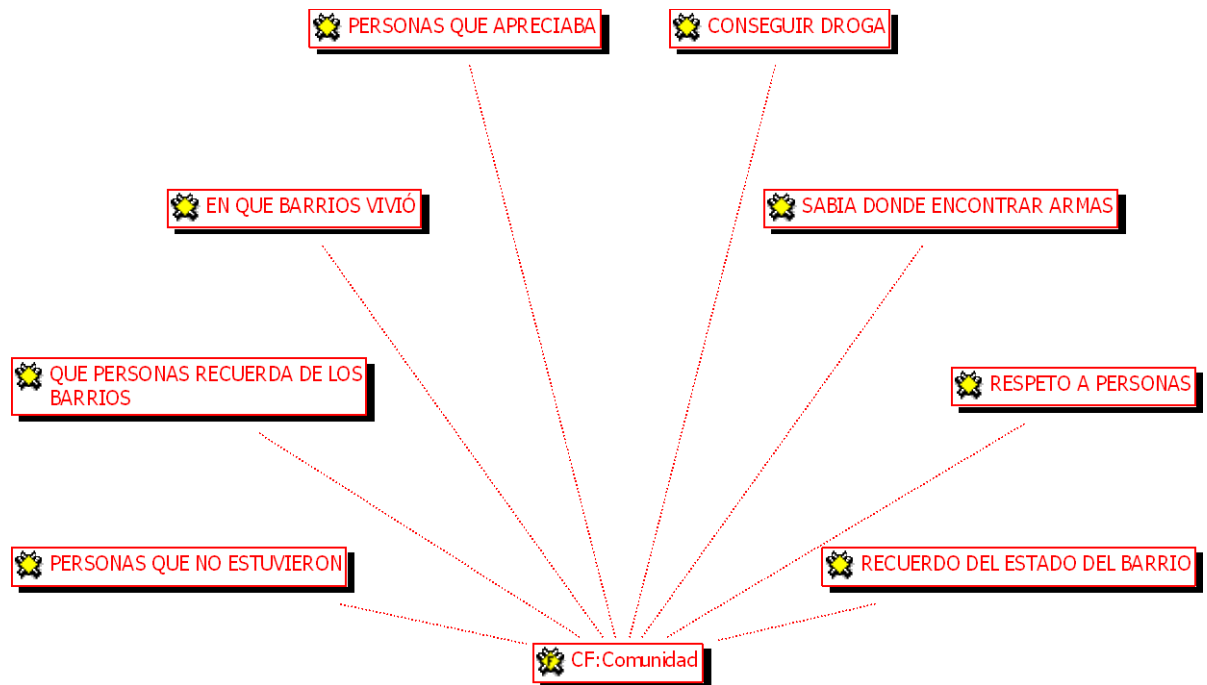 PERSONAS QUE APRECIABA
CONSEGUIR DROGA
EN QUE BARRIOS VIVIÓ
SABIA DONDE ENCONTRAR ARMAS
QUE PERSONAS RECUERDA DE LOS
BARRIOS
RESPETO A PERSONAS
PERSONAS QUE NO ESTUVIERON
RECUERDO DEL ESTADO DEL BARRIO
CF:Comunidad